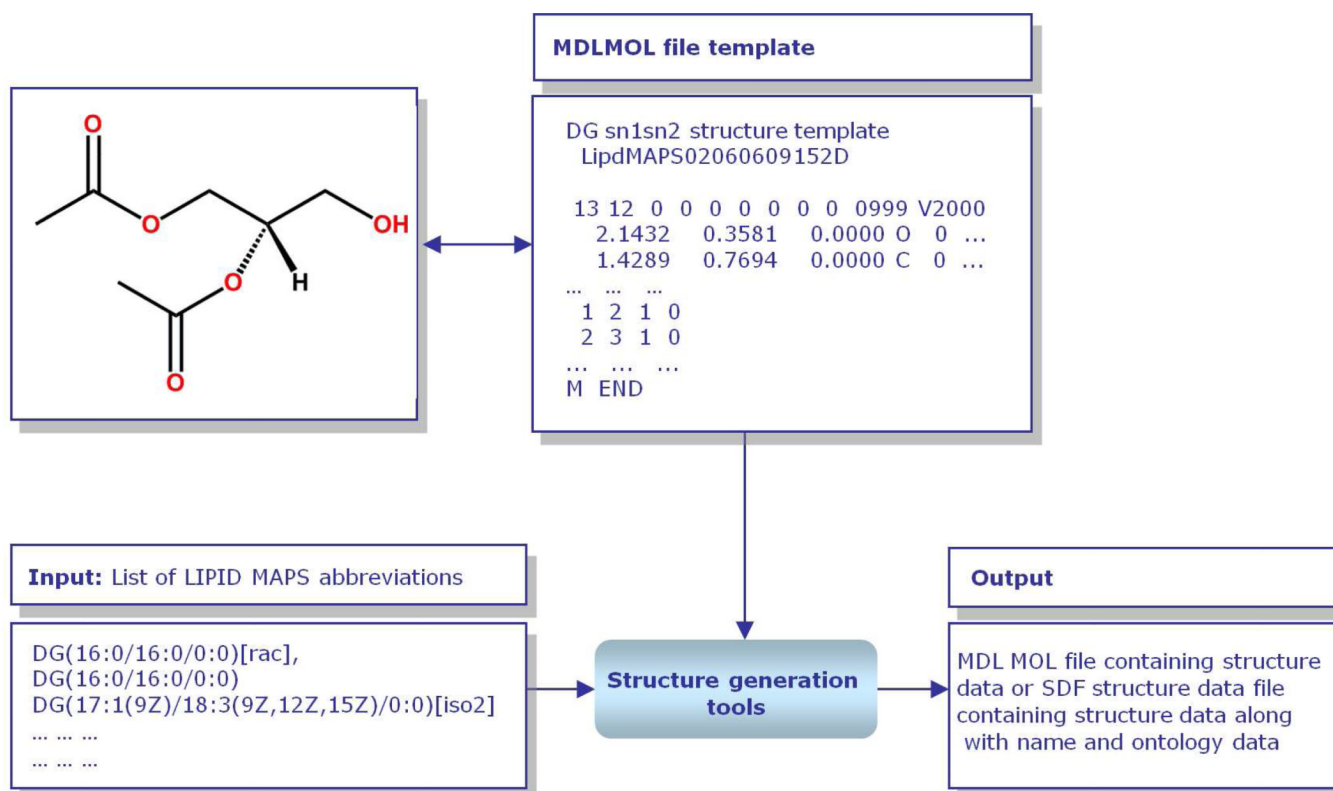 MDLMOL file template
DG sn1sn2 structure template
LipdMAPS02060609152D
13 12 0 0 0 0 0 0 0 0999 V2000
2.1432 0.3581 0.0000 O 0 ...
1.4289 0.7694 0.0000 C 0 ...
... ... ...
1 2 1 0
2 3 1 0
... ... ...
M END
O
O
OH
O
H
O
Input: List of LIPID MAPS abbreviations
DG(16:0/16:0/0:0)[rac],
DG(16:0/16:0/0:0)
DG(17:1(9Z)/18:3(9Z,12Z,15Z)/0:0)[iso2]
... ... ...
... ... ...
Structure generation
tools
Output
MDL MOL file containing structure
data or SDF structure data file
containing structure data along
with name and ontology data